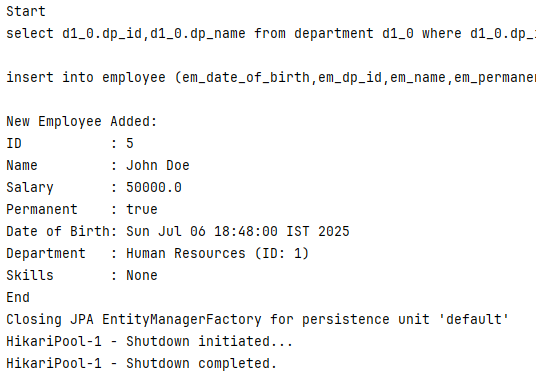 Start
select d1_0.dp_id,d1_0.dp_name from department d1_0 where d1_0.dp_
insert into employee (em_date_of_birth,em_dp_id,em_name,em_permane
New Employee Added:
ID           : 5
Name         : John Doe
Salary       : 50000.0
Permanent    : true
Date of Birth: Sun Jul 06 18:48:00 IST 2025
Department   : Human Resources (ID: 1)
Skills       : None
End
Closing JPA EntityManagerFactory for persistence unit 'default'
HikariPool-1 - Shutdown initiated...
HikariPool-1 - Shutdown completed.